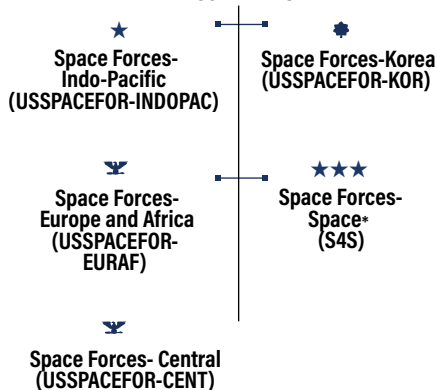 Space Forces-
Indo-Pacific
(USSPACEFOR-INDOPAC)
Space Forces-Korea
(USSPACEFOR-KOR)
Space Forces-
Europe and Africa
(USSPACEFOR-
EURAF)
Space Forces-
Space*
(S4S)
Space Forces- Central
(USSPACEFOR-CENT)